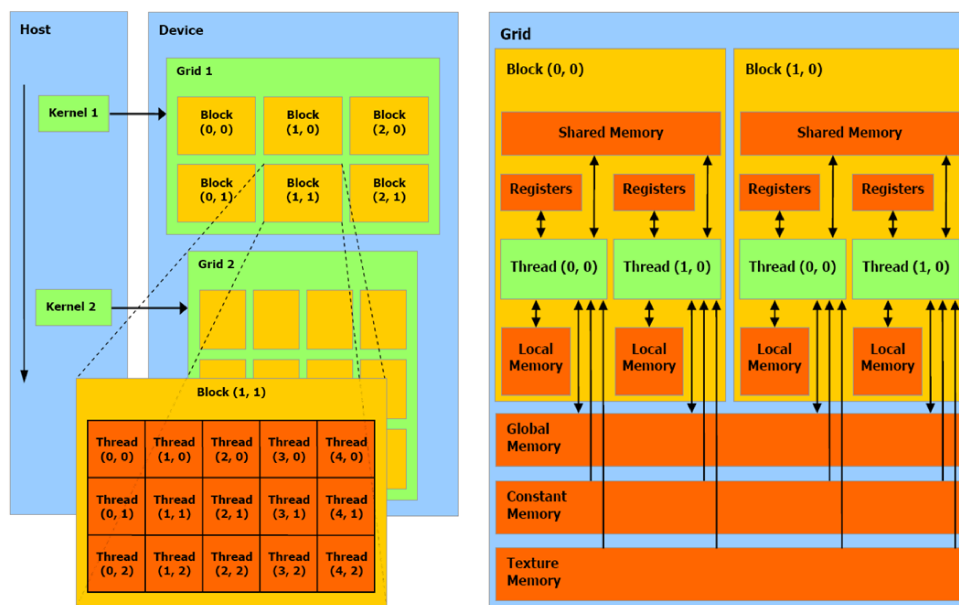 Host
Device
Grid 1
Kernel 1
Block
(0, 0)
Block
(1, 0)
Block
(2, 0)
Block
(0, 1)
Block
(1, 1)
Block
(2, 1)
Grid 2
Kernel 2
Block (1, 1)
Thread
(0, 0)
Thread
(1, 0)
Thread
(2, 0)
Thread
(3, 0)
Thread
(4, 0)
Thread
(0, 1)
Thread
(1, 1)
Thread
(2, 1)
Thread
(3, 1)
Thread
(4, 1)
Thread
(0, 2)
Thread
(1, 2)
Thread
(2, 2)
Thread
(3, 2)
Thread
(4, 2)
Grid
Block (0, 0)
Shared Memory
Registers
Registers
Thread (0, 0)
Thread (1, 0)
Local
Memory
Local
Memory
Block (1, 0)
Shared Memory
Registers
Registers
Thread (0, 0)
Thread (1, 0)
Local
Memory
Local
Memory
Global
Memory
Constant
Memory
Texture
Memory